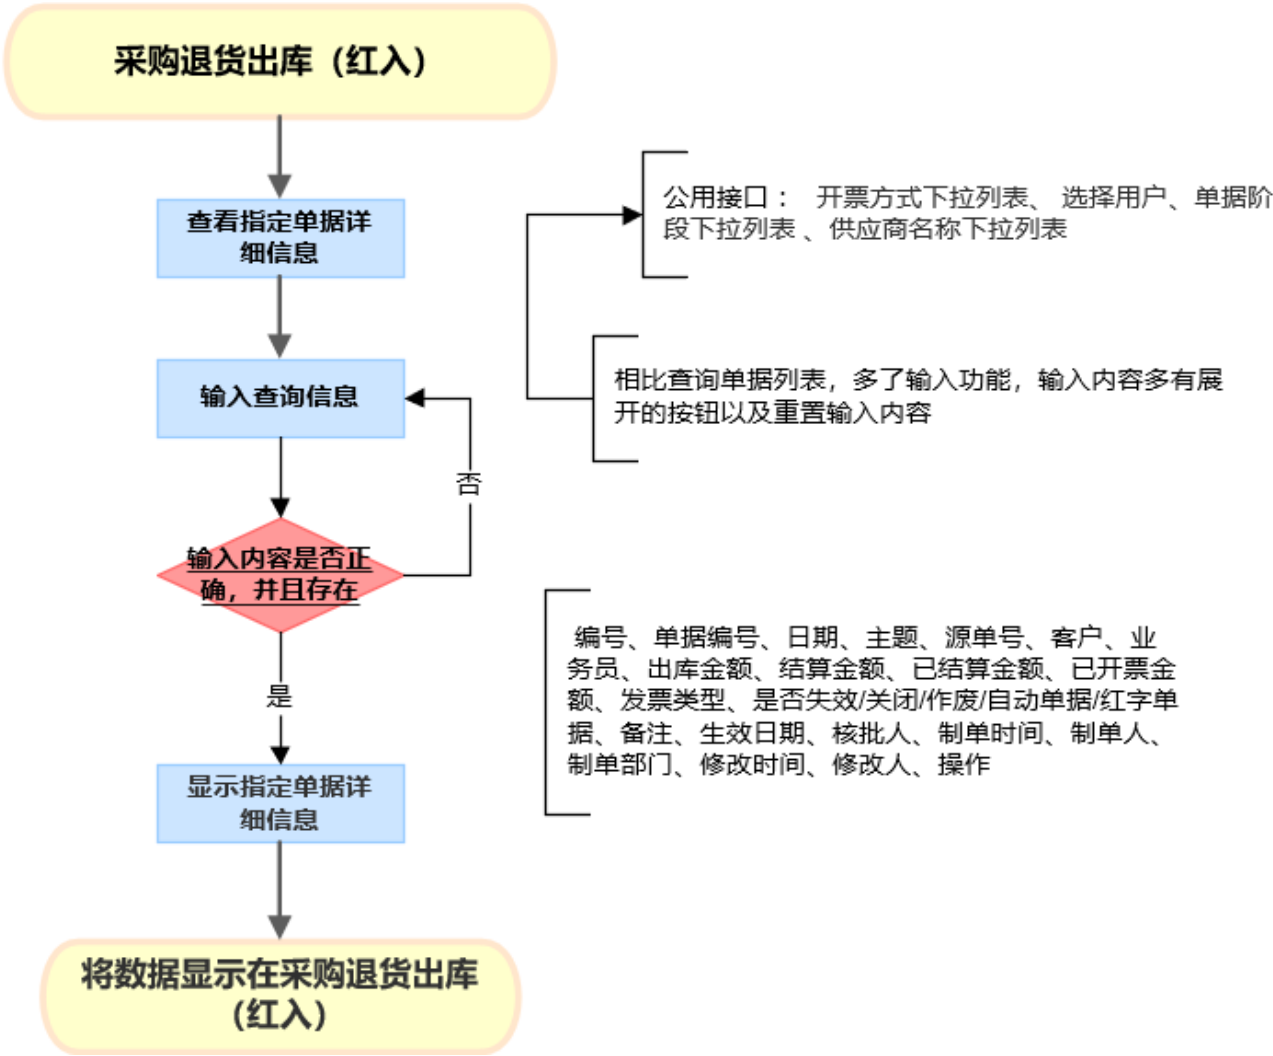 采购退货出库（红入）
查看指定单据详
细信息
公用接口： 开票方式下拉列表、 选择用户、单据阶
段下拉列表 、供应商名称下拉列表
输入查询信息
相比查询单据列表，多了输入功能，输入内容多有展
开的按钮以及重置输入内容
否
输入内容是否正
确，并且存在
编号、单据编号、日期、主题、源单号、客户、业
务员、出库金额、结算金额、已结算金额、已开票金
额、发票类型、是否失效/关闭/作废/自动单据/红字单
据、备注、生效日期、核批人、制单时间、制单人、
制单部门、修改时间、修改人、操作
是
显示指定单据详
细信息
将数据显示在采购退货出库
（红入）